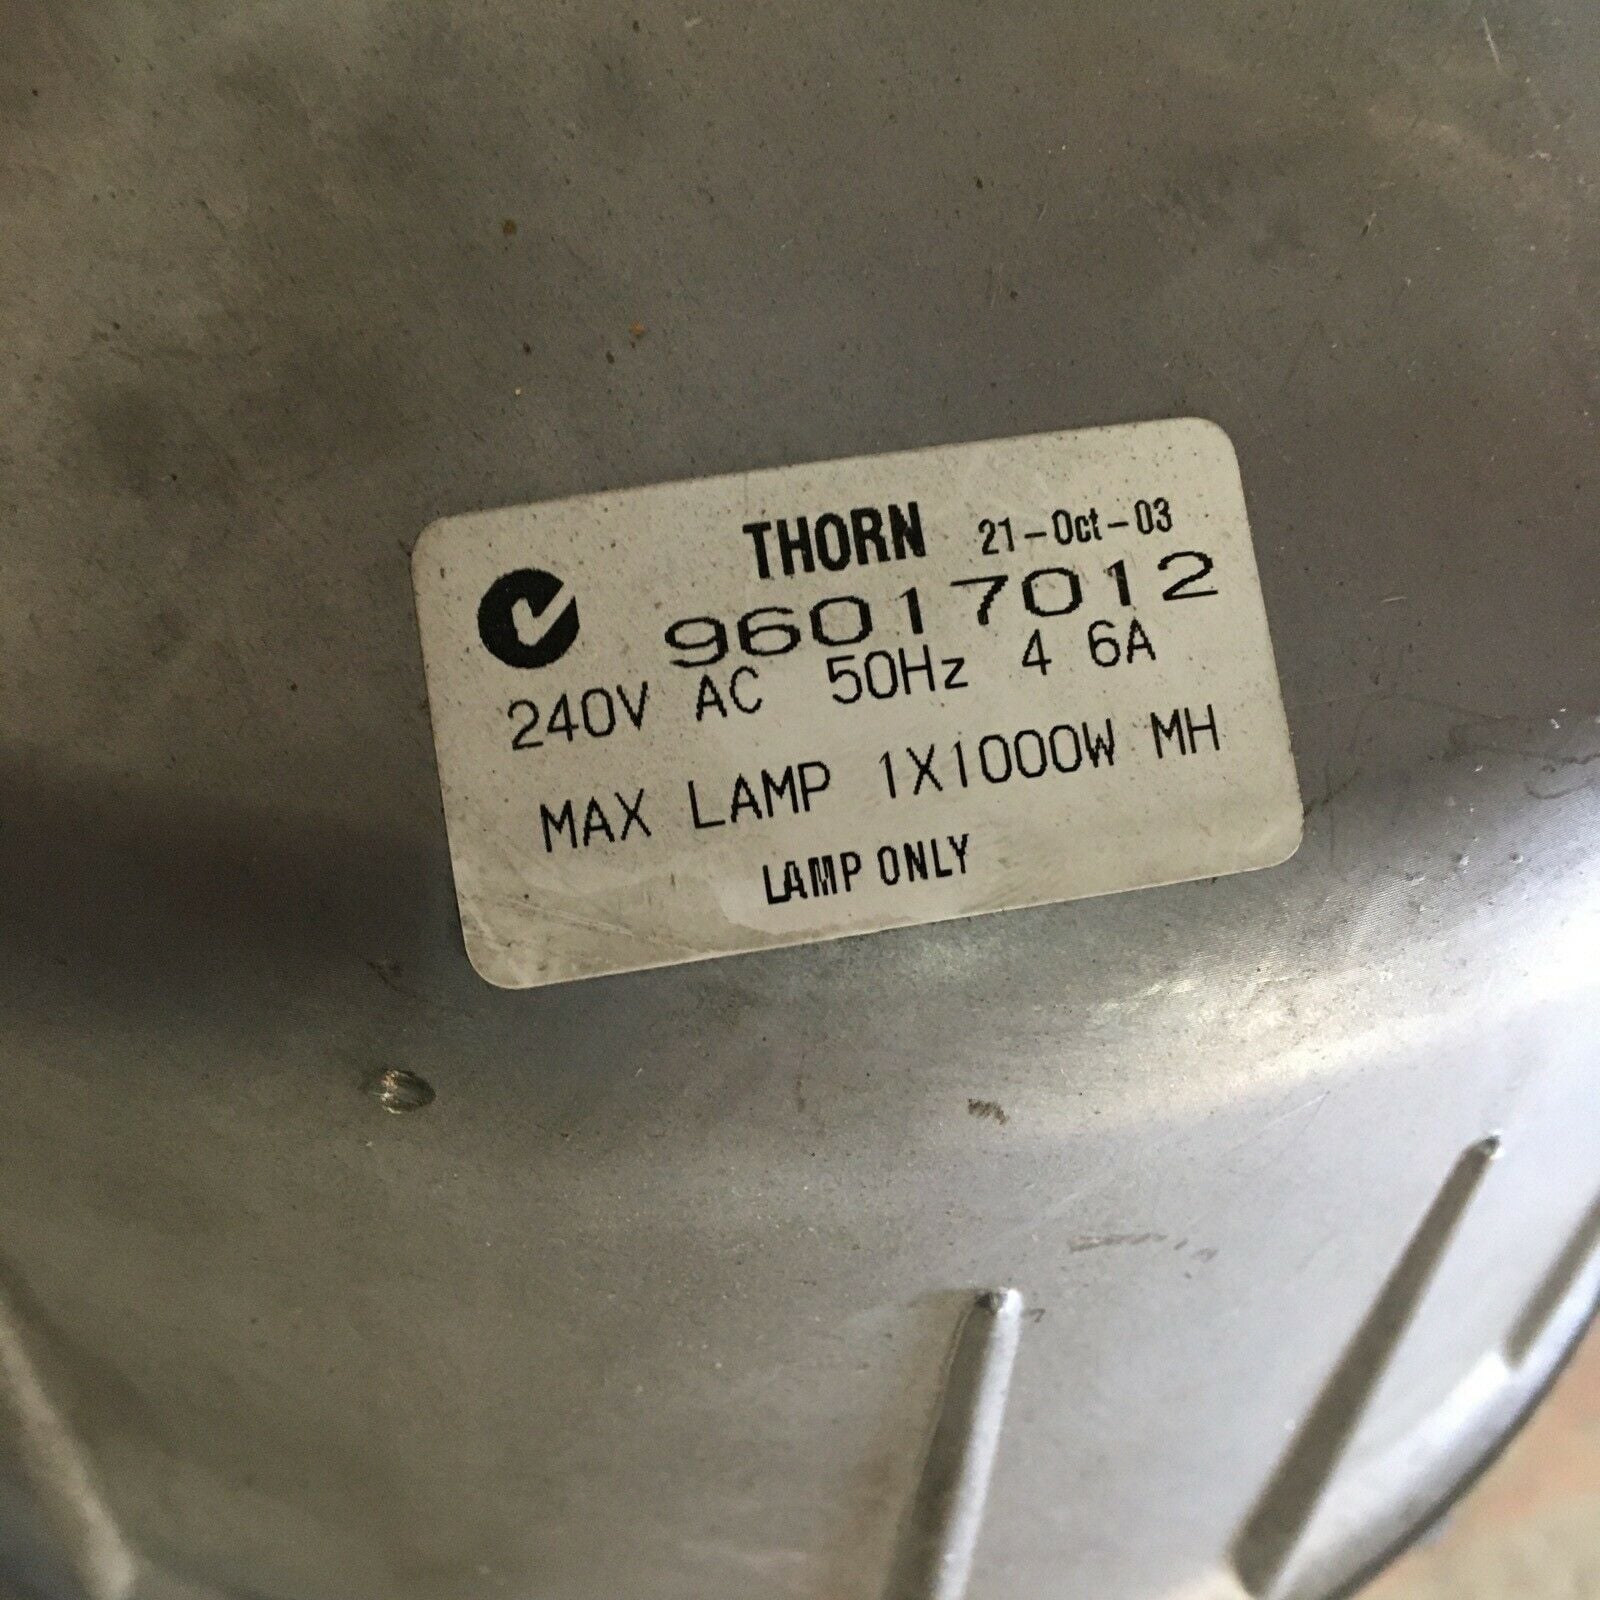 THORN 21-Oct-03
96017012
240V AC 50Hz 4 6A
MAX LAMP 1X1000W MH
LAMP ONLY